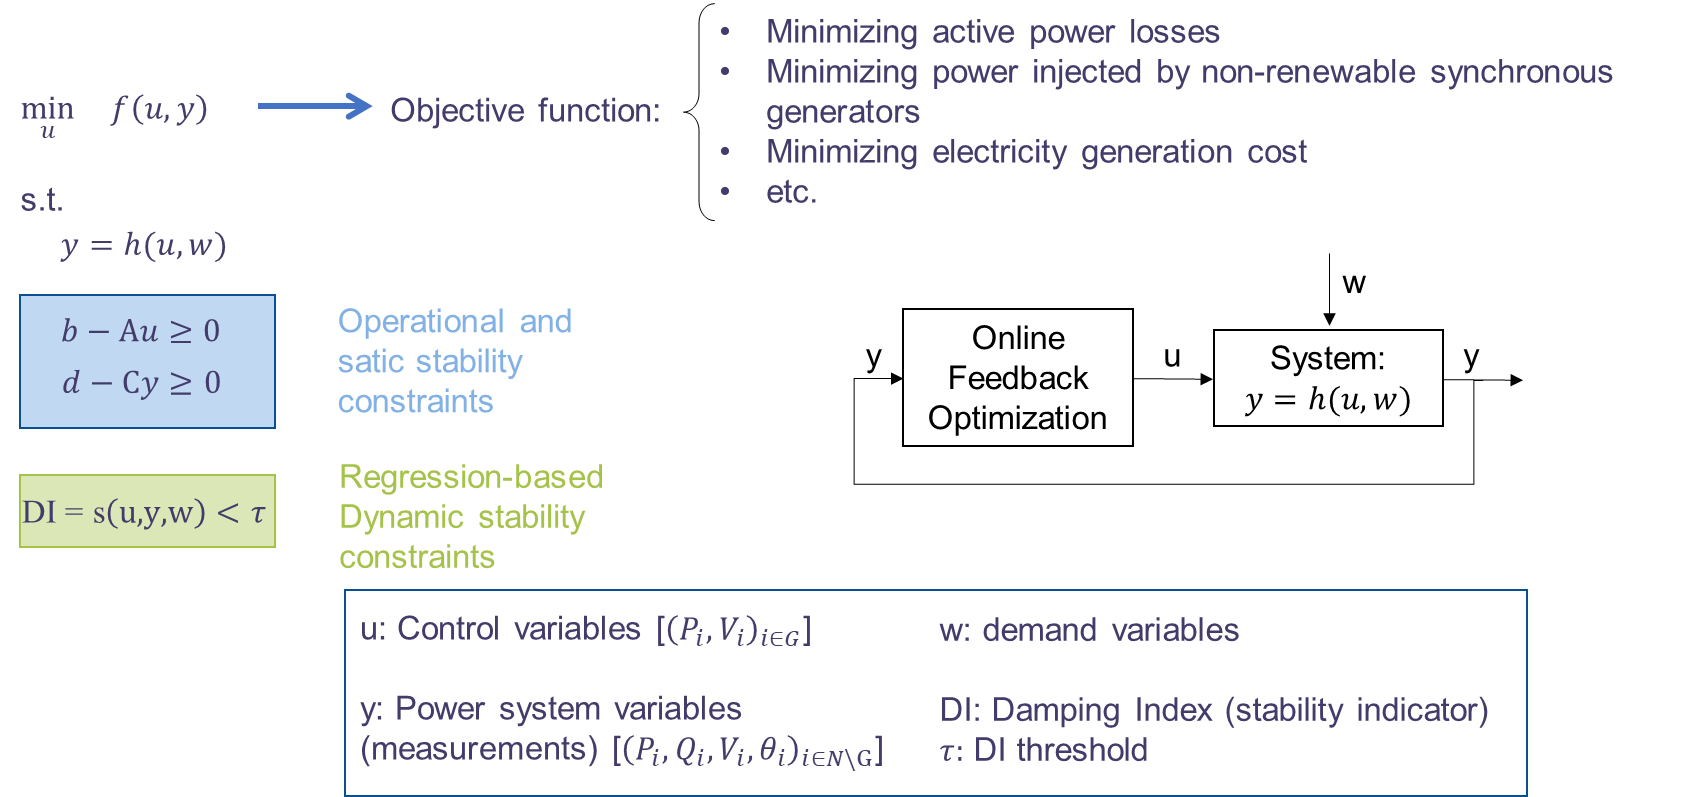 min f(u, y)
u
Objective function:
• Minimizing active power losses
• Minimizing power injected by non-renewable synchronous
generators
• Minimizing electricity generation cost
• etc.
s.t.
y = h(u, w)
b − Au ≥ 0
d − Cy ≥ 0
Operational and
satic stability
constraints
DI = s(u,y,w) < τ
Regression-based
Dynamic stability
constraints
w
y
Online
Feedback
Optimization
u
System:
y = h(u, w)
y
u: Control variables [(P_i, V_i)_{i∈G}]
w: demand variables
y: Power system variables
(measurements) [(P_i, Q_i, V_i, θ_i)_{i∈N\G}]
DI: Damping Index (stability indicator)
τ: DI threshold